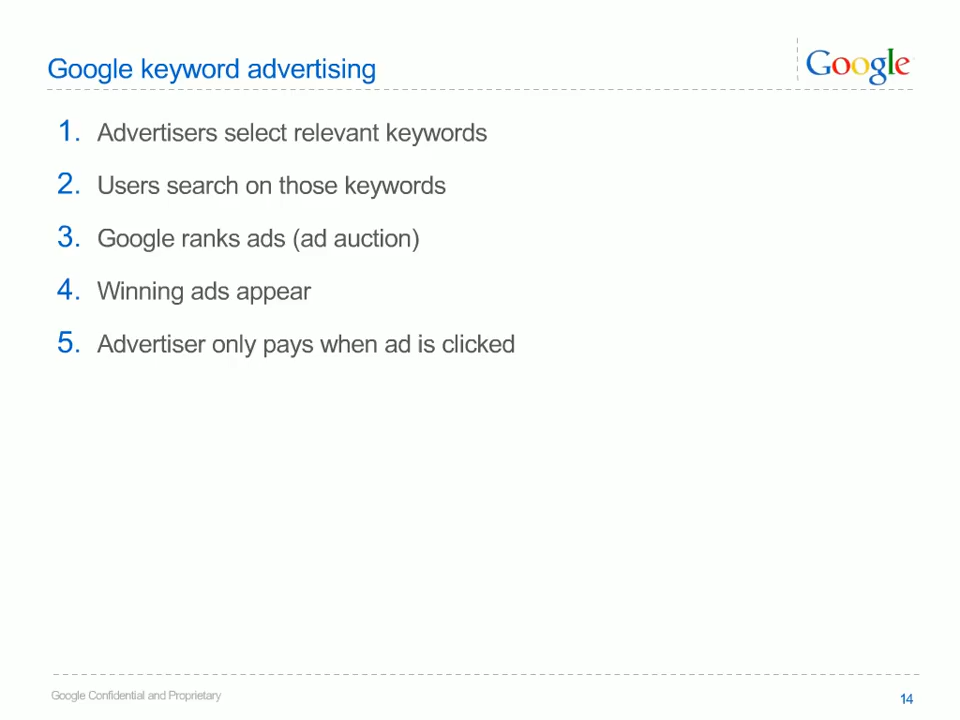 Google keyword advertising
Google
1. Advertisers select relevant keywords
2. Users search on those keywords
3. Google ranks ads (ad auction)
4. Winning ads appear
5. Advertiser only pays when ad is clicked
Google Confidential and Proprietary
14